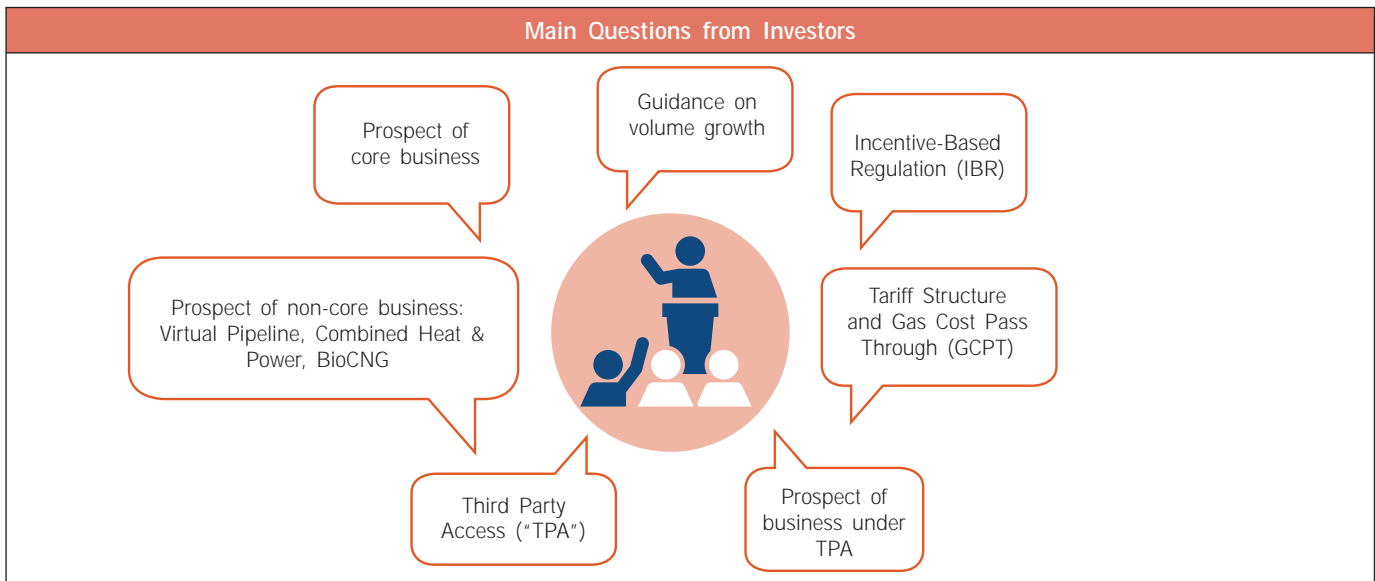 Main Questions from Investors
Prospect of
core business
Guidance on
volume growth
Incentive-Based
Regulation (IBR)
Prospect of non-core business:
Virtual Pipeline, Combined Heat &
Power, BioCNG
Tariff Structure
and Gas Cost Pass
Through (GCPT)
Third Party
Access (“TPA”)
Prospect of
business under
TPA